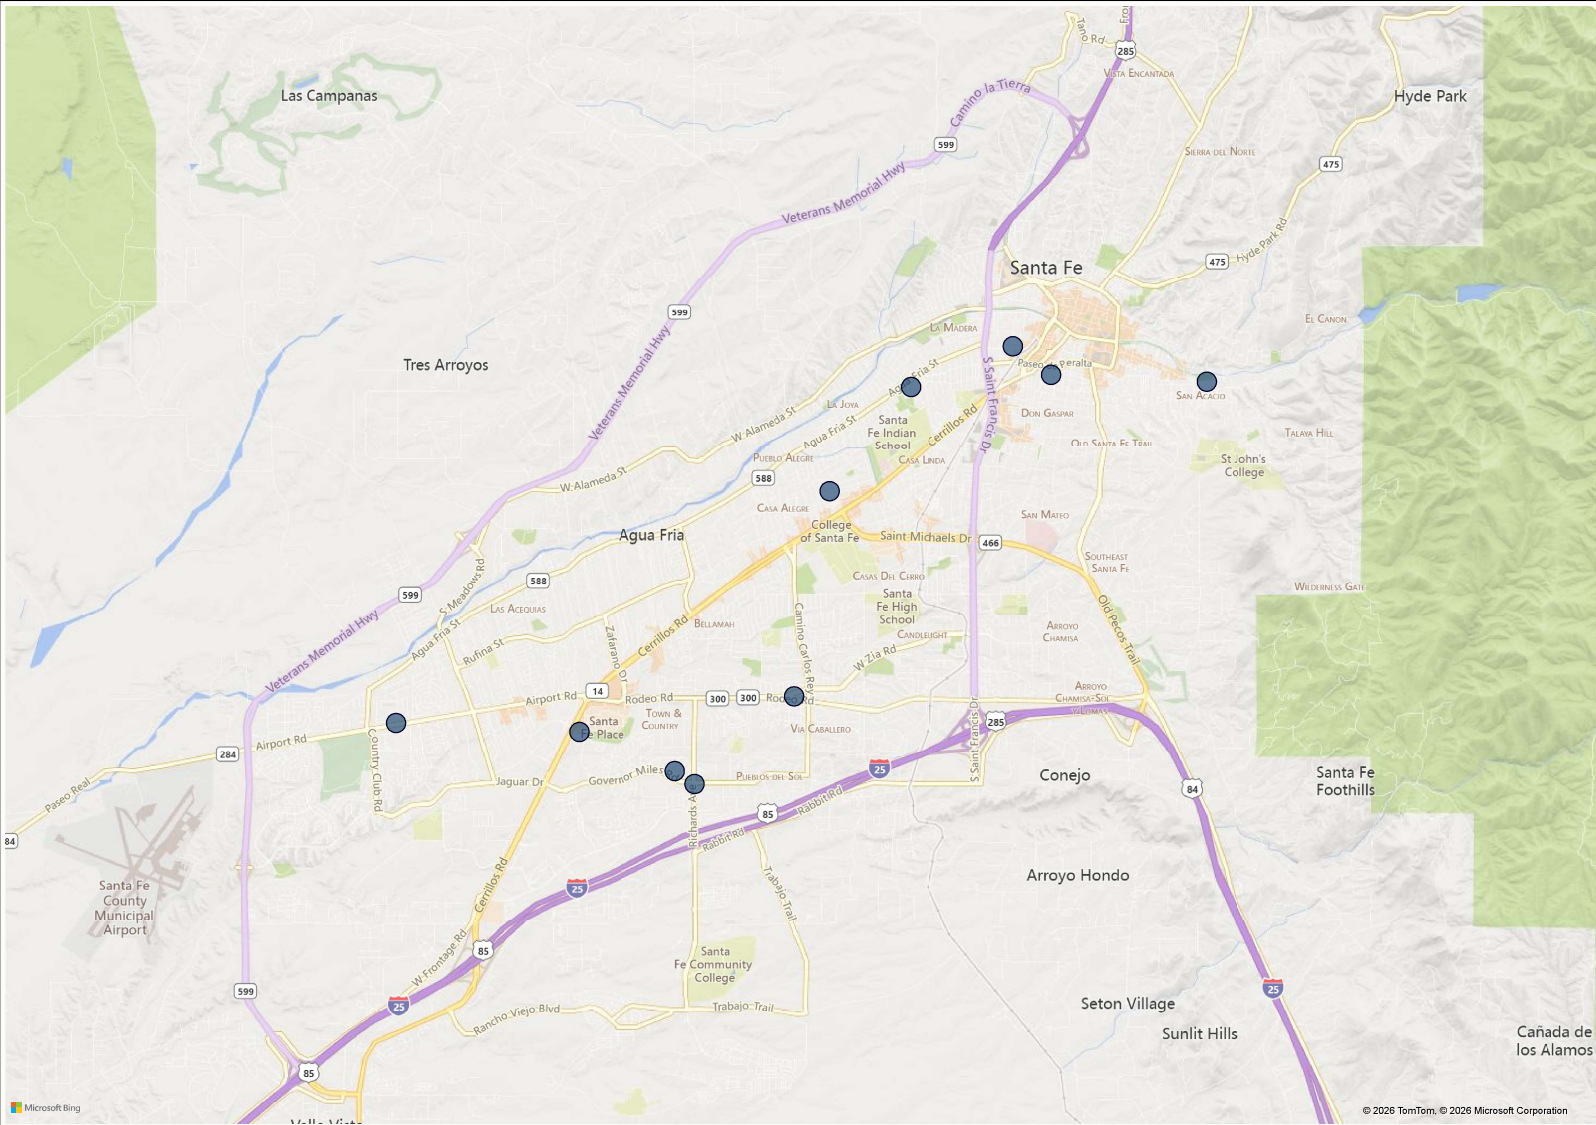 Tano Rd
285
Vista Encantada
Las Campanas
Camino la Tierra
Hyde Park
599
Sierra del Norte
475
Veterans Memorial Hwy
Hyde Park Rd
475
Santa Fe
599
El Canon
La Madera
Tres Arroyos
Veterans Memorial Hwy
Agua Fria St
S Saint Francis Dr
San Acacio
La Joya
W Alameda St
Agua Fria St
Santa
Fe Indian
School
Cerrillos Rd
Don Gaspar
Talaya Hill
Old Santa Fe Trail
Pueblo Alegre
Casa Linda
St John's
College
W Alameda St
588
Casa Alegre
San Mateo
Agua Fria
College
of Santa Fe
Saint Michaels Dr
466
Southeast
Santa Fe
588
Casas Del Cerro
599
S Meadows Rd
Wilderness Gate
Las Acequias
Santa
Fe High
School
Old Pecos Trail
Bellamah
Camino Carlos Rey
Candlelight
Arroyo
Chamisa
Agua Fria St
Rufina St
Zafarano Dr
Cerrillos Rd
W Zia Rd
Veterans Memorial Hwy
Airport Rd
14
Rodeo Rd
300
300
Rodeo Rd
Arroyo
Chamisa-Sol
y Lomas
Town &
Country
Santa
Fe Place
Via Caballero
285
Airport Rd
284
Country Club Rd
S Saint Francis Dr
25
Paseo Real
Jaguar Dr
Governor Miles
Pueblos del Sol
Conejo
Santa Fe
Foothills
84
Richards
Rabbit Rd
85
Rabbit Rd
84
Santa Fe
County
Municipal
Airport
Cerrillos Rd
25
Trabajo Trail
Arroyo Hondo
W Frontage Rd
85
Santa
Fe Community
College
599
25
25
Rancho Viejo Blvd
Trabajo Trail
Seton Village
Sunlit Hills
Cañada de
los Alamos
85
Microsoft Bing
© 2026 TomTom, © 2026 Microsoft Corporation